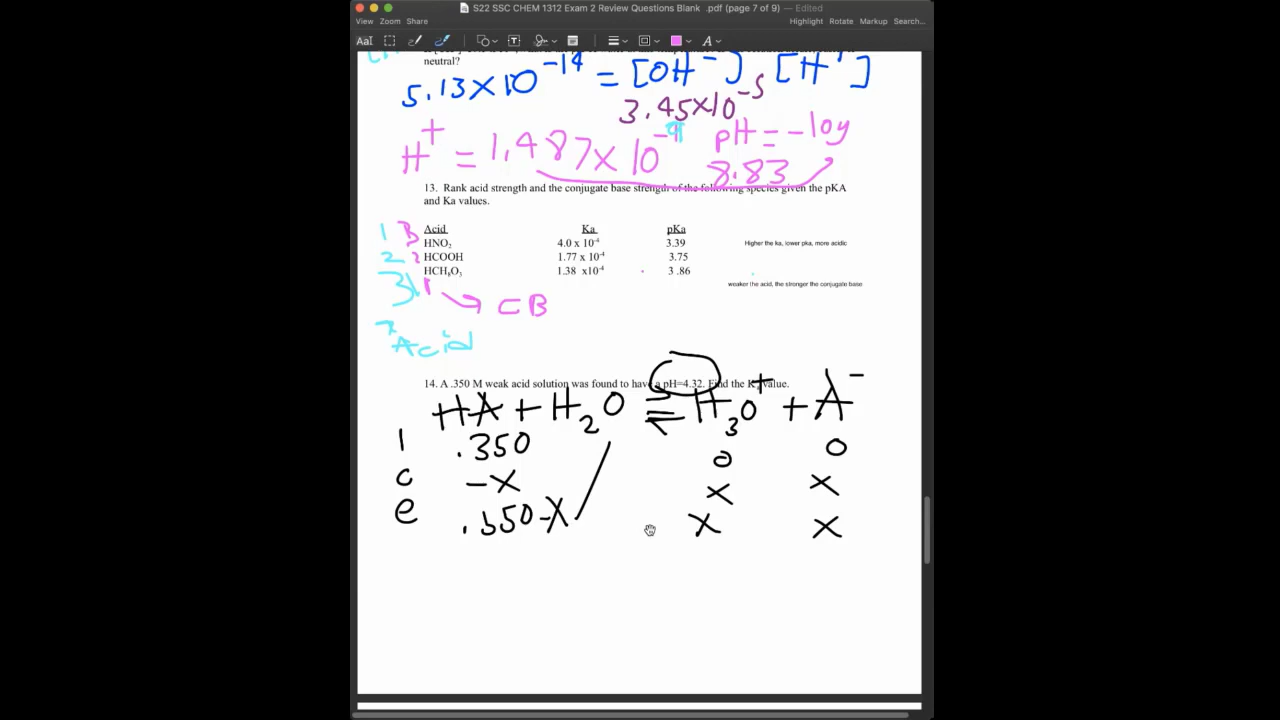 S22 SSC CHEM 1312 Exam 2 Review Questions Blank .pdf (page 7 of 9) — Edited
View Zoom Share Highlight Rotate Markup Search...
neutral?
5.13×10⁻¹⁴ = [OH⁻] [H⁺]
3.45×10⁻⁵
H⁺ = 1.487×10⁻⁹ pH = -log
8.83
13. Rank acid strength and the conjugate base strength of the following species given the pKA
and Ka values.
Acid Ka pKa
1 3 HNO₂ 4.0 x 10⁻⁴ 3.39
Higher the ka, lower pka, more acidic
2 2 HCOOH 1.77 x 10⁻⁴ 3.75
3 1 HCH₅O₃ 1.38 x10⁻⁴ 3 .86
weaker the acid, the stronger the conjugate base
→ CB
Acid
14. A .350 M weak acid solution was found to have a pH=4.32. Find the Kₐ value.
HA + H₂O ⇌ H₃O⁺ + A⁻
I .350 0 0
C -X X X
e .350-X X X